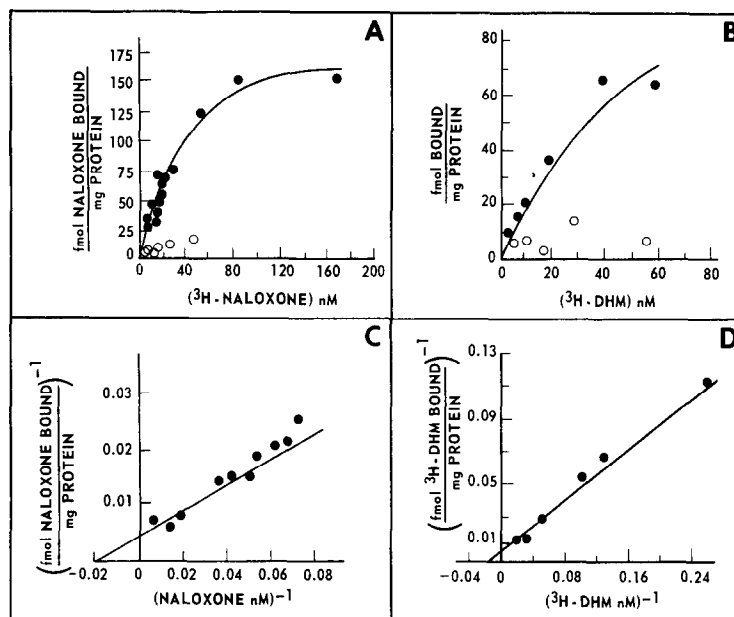 A
fmol NALOXONE BOUND
mg PROTEIN
175
150
125
100
75
50
25
0
0 40 80 120 160 200
(³H-NALOXONE) nM
B
fmol BOUND
mg PROTEIN
80
60
40
20
0
0 20 40 60 80
(³H-DHM) nM
C
(fmol NALOXONE BOUND)⁻¹
mg PROTEIN
0.03
0.02
0.01
-0.02 0 0.02 0.04 0.06 0.08
(NALOXONE nM)⁻¹
D
(fmol ³H-DHM BOUND)⁻¹
mg PROTEIN
0.13
0.09
0.05
0.01
-0.04 0 0.08 0.16 0.24
(³H-DHM nM)⁻¹